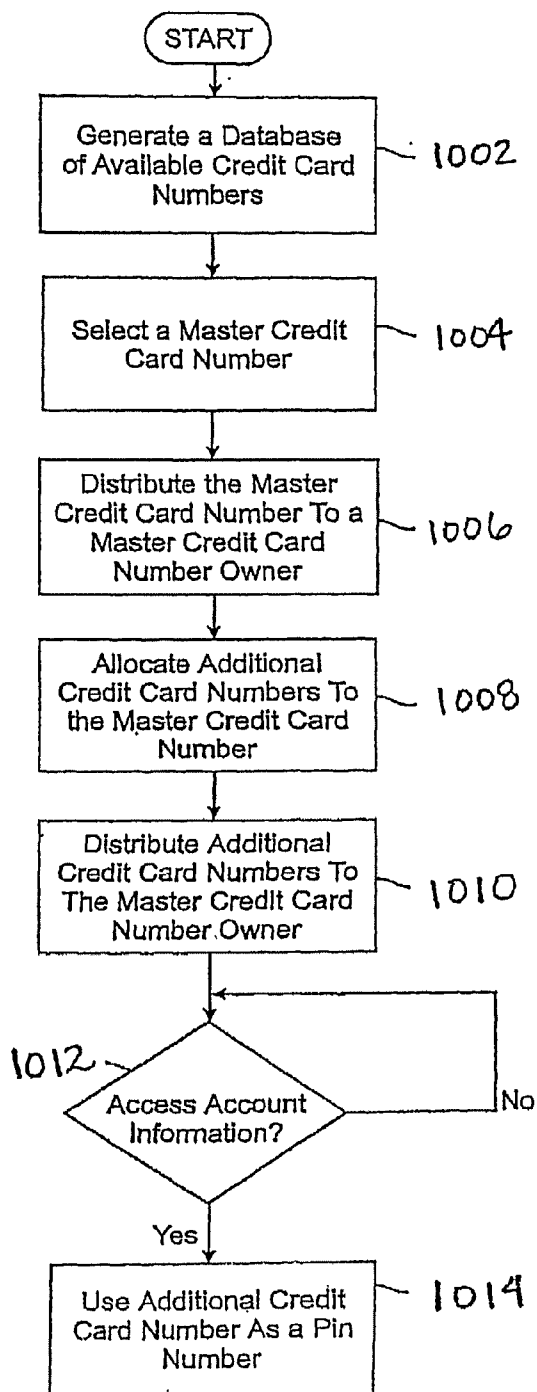 START
Generate a Database
of Available Credit Card
Numbers
1002
Select a Master Credit
Card Number
1004
Distribute the Master
Credit Card Number To a
Master Credit Card
Number Owner
1006
Allocate Additional
Credit Card Numbers To
the Master Credit Card
Number
1008
Distribute Additional
Credit Card Numbers To
The Master Credit Card
Number Owner
1010
1012
Access Account
Information?
No
Yes
Use Additional Credit
Card Number As a Pin
Number
1014